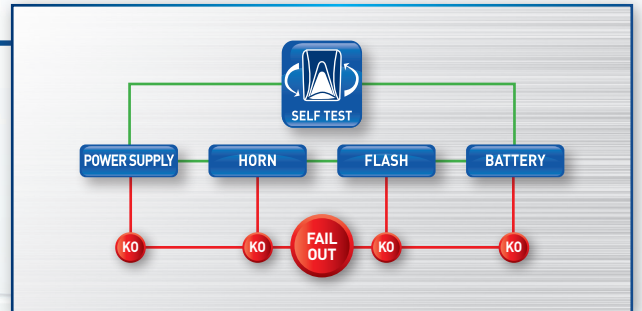 SELF TEST
POWER SUPPLY HORN FLASH BATTERY
KO KO FAIL OUT KO KO